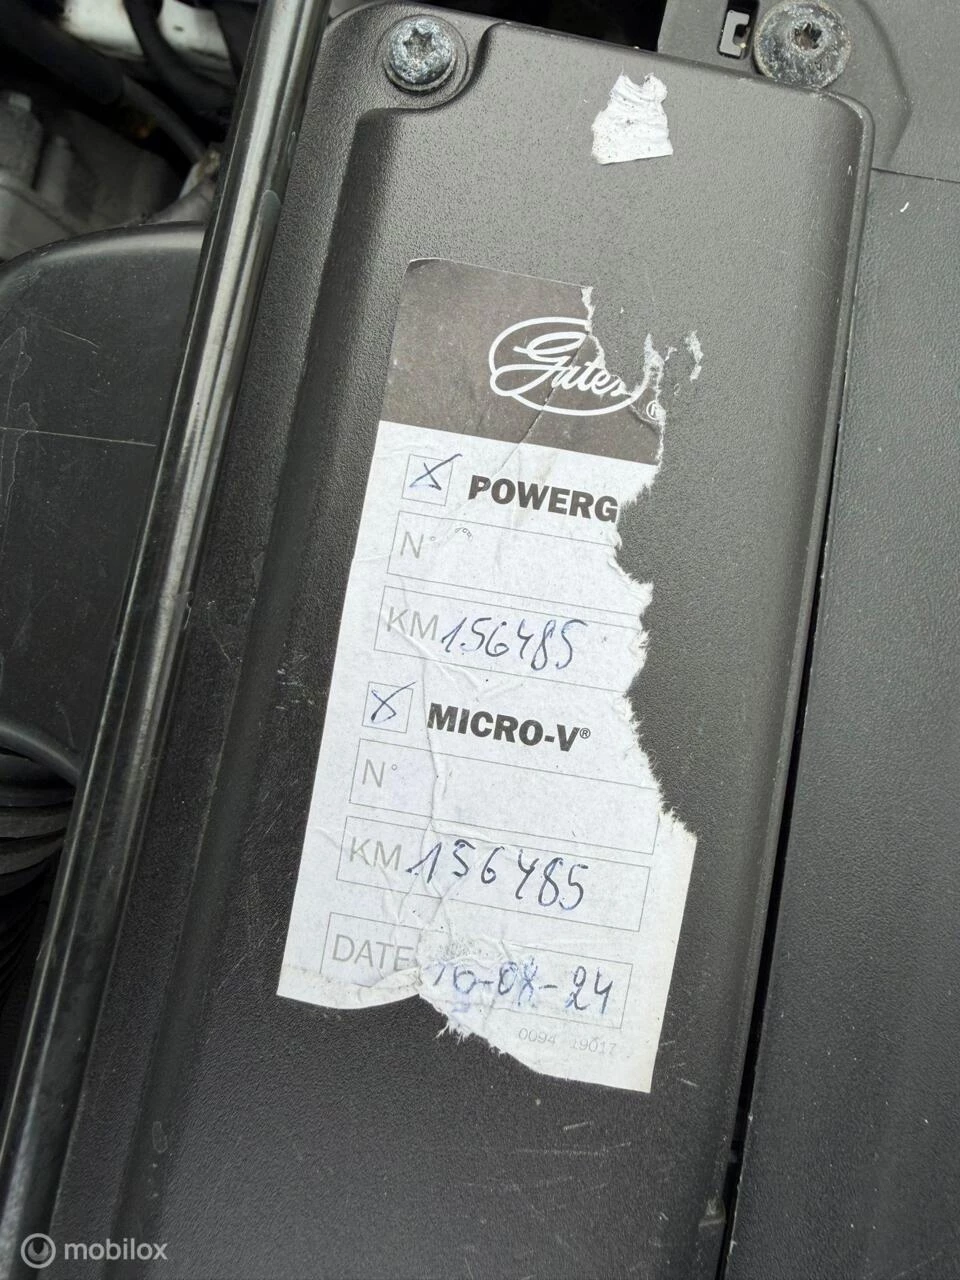 Gates
®
POWERG
N°
KM 156485
MICRO-V®
N°
KM 156485
DATE 16-08-24
0094 19017
mobilox